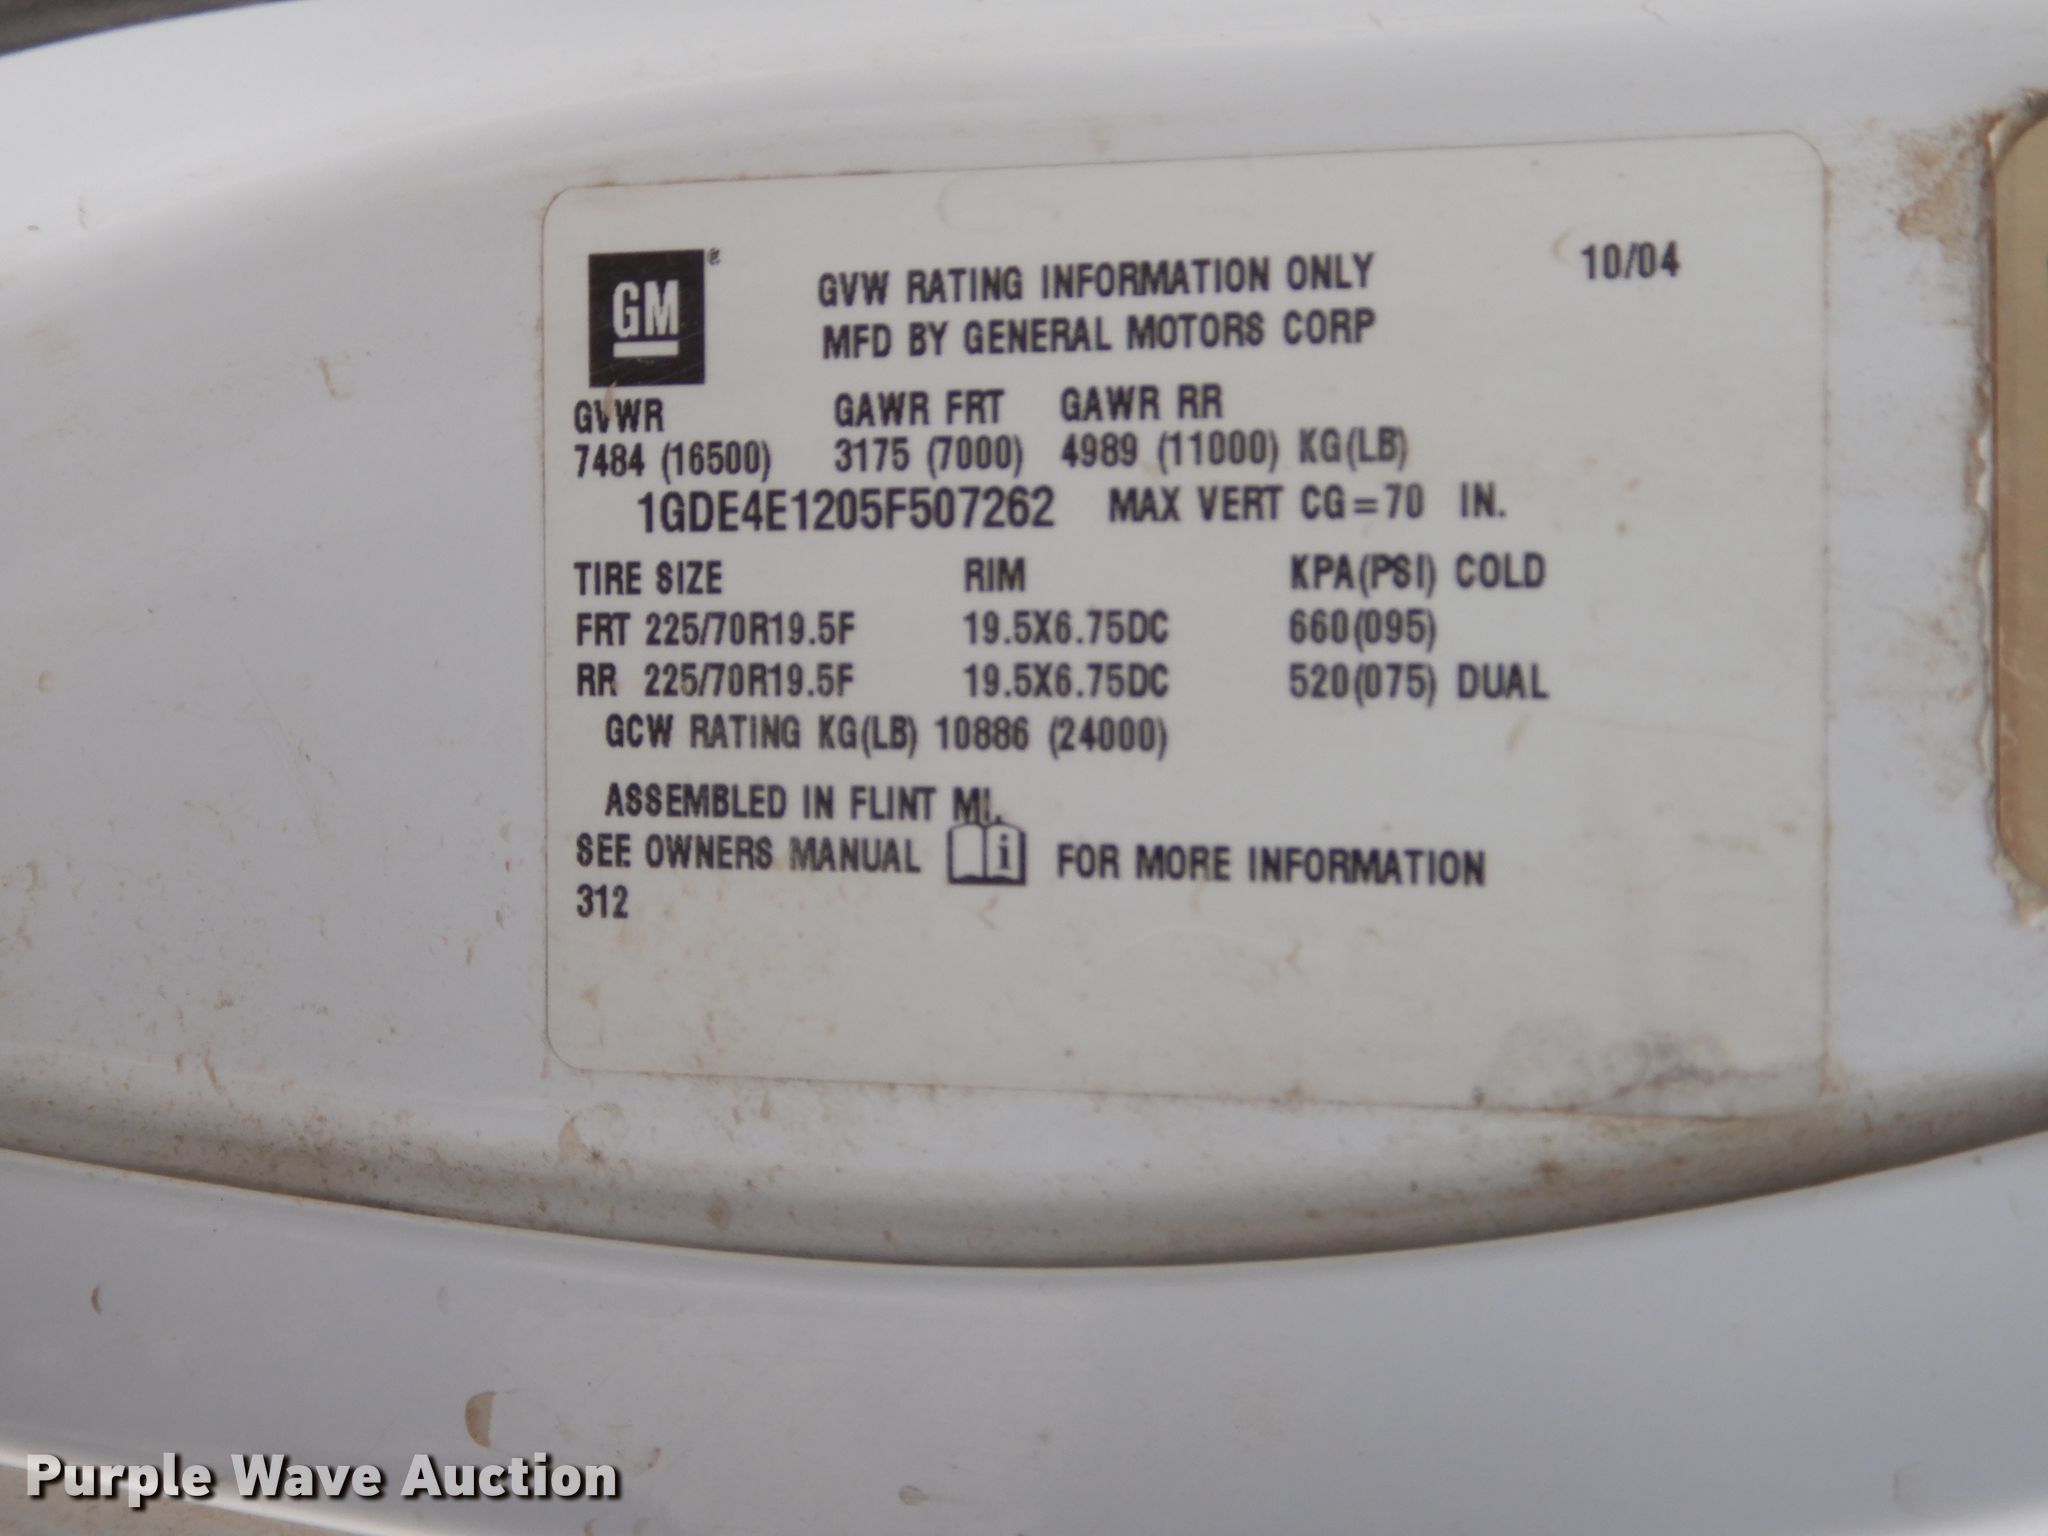 GM®
GVW RATING INFORMATION ONLY 10/04
MFD BY GENERAL MOTORS CORP
GVWR GAWR FRT GAWR RR
7484 (16500) 3175 (7000) 4989 (11000) KG(LB)
1GDE4E1205F507262 MAX VERT CG=70 IN.
TIRE SIZE RIM KPA(PSI) COLD
FRT 225/70R19.5F 19.5X6.75DC 660(095)
RR 225/70R19.5F 19.5X6.75DC 520(075) DUAL
GCW RATING KG(LB) 10886 (24000)
ASSEMBLED IN FLINT MI.
SEE OWNERS MANUAL i FOR MORE INFORMATION
312
Purple Wave Auction